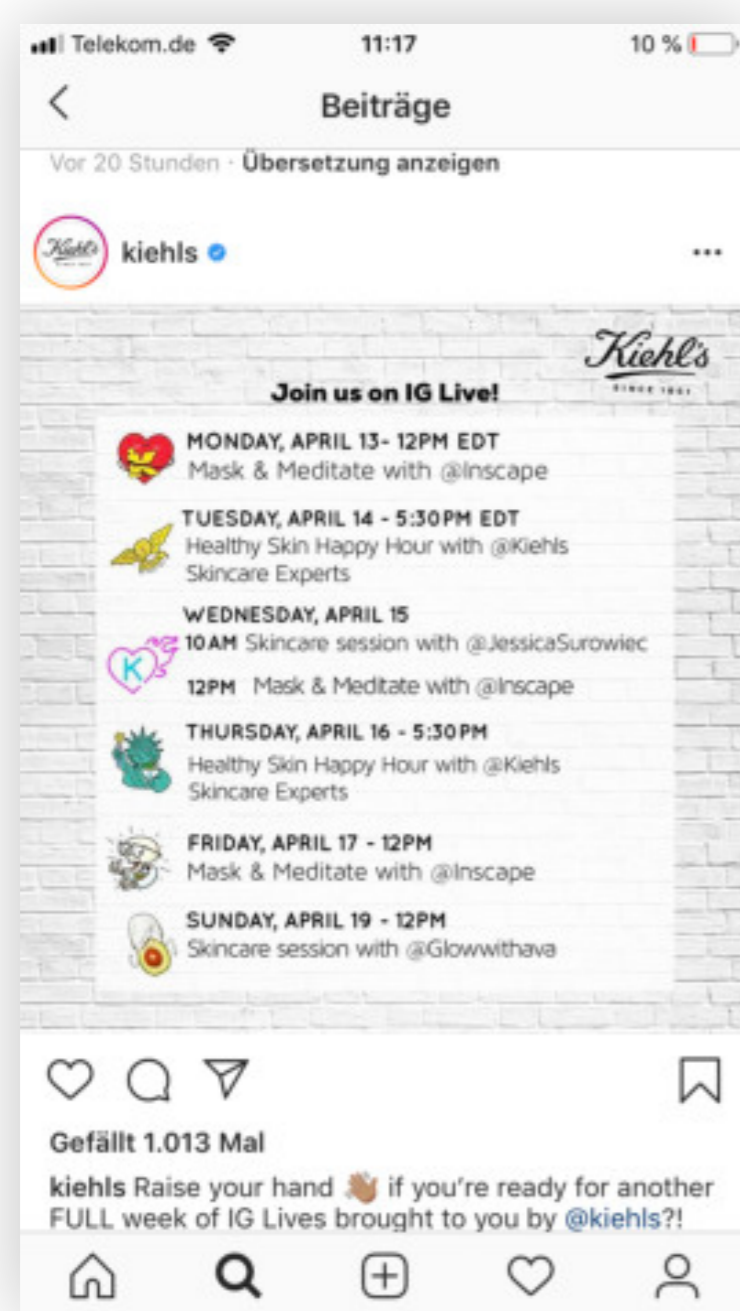 Telekom.de 11:17 10 %
Beiträge
Vor 20 Stunden · Übersetzung anzeigen
Kiehl's
SINCE 1851
kiehls
Kiehl's
SINCE 1851
Join us on IG Live!
MONDAY, APRIL 13- 12PM EDT
Mask & Meditate with @Inscape
TUESDAY, APRIL 14 - 5:30PM EDT
Healthy Skin Happy Hour with @Kiehls
Skincare Experts
WEDNESDAY, APRIL 15
10AM Skincare session with @JessicaSurowiec
K
12PM Mask & Meditate with @Inscape
THURSDAY, APRIL 16 - 5:30PM
Healthy Skin Happy Hour with @Kiehls
Skincare Experts
FRIDAY, APRIL 17 - 12PM
Mask & Meditate with @Inscape
SUNDAY, APRIL 19 - 12PM
Skincare session with @Glowwithava
Gefällt 1.013 Mal
kiehls Raise your hand 👋🏽 if you're ready for another
FULL week of IG Lives brought to you by @kiehls?!